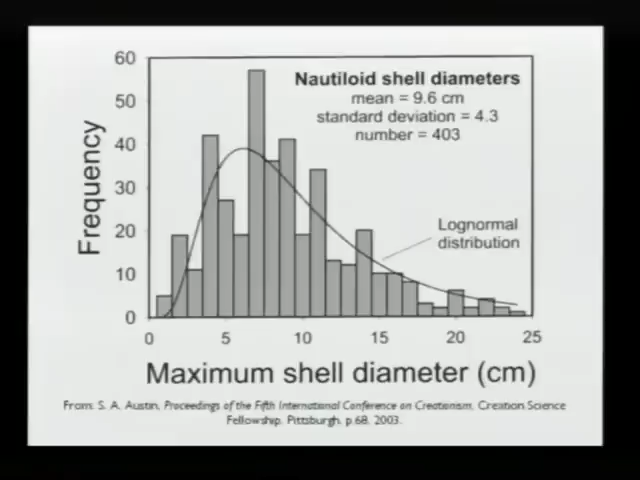 60
50
40
30
20
10
0
Frequency
Nautiloid shell diameters
mean = 9.6 cm
standard deviation = 4.3
number = 403
Lognormal
distribution
0 5 10 15 20 25
Maximum shell diameter (cm)
From: S. A. Austin, Proceedings of the Fifth International Conference on Creationism, Creation Science
Fellowship, Pittsburgh, p.68, 2003.